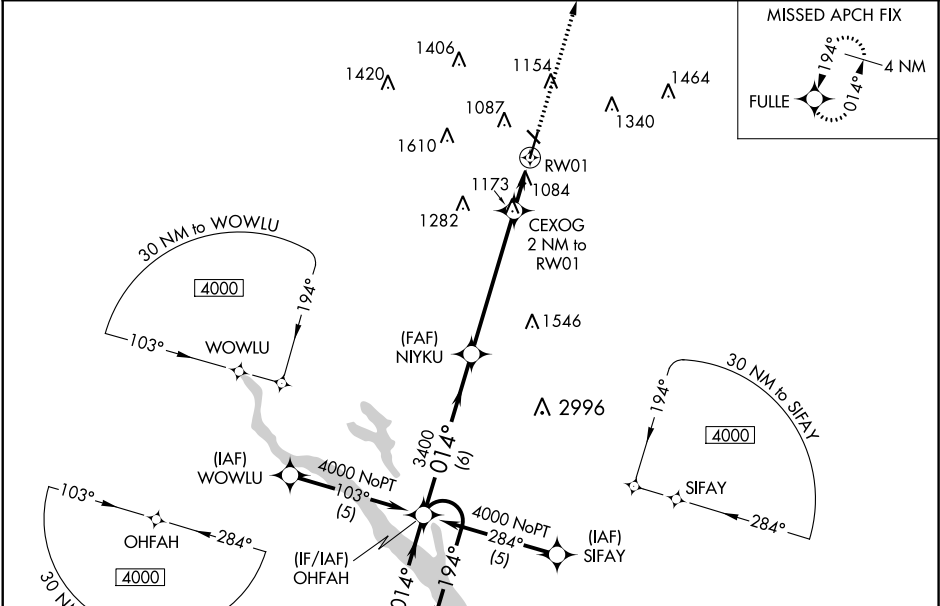 MISSED APCH FIX
194°
4 NM
014°
FULLE
1406
1420
1154
1464
1087
1340
1610
RW01
1173
1084
1282
CEXOG
2 NM to
RW01
30 NM to WOWLU
4000
194°
103°
WOWLU
1546
(FAF)
NIYKU
30 NM to SIFAY
194°
4000
2996
SIFAY
284°
3400
014°
(6)
(IAF)
WOWLU
4000 NoPT
103°
(5)
4000 NoPT
284°
(5)
(IAF)
SIFAY
103°
OHFAH
284°
4000
30 NM
(IF/IAF)
OHFAH
014°
194°